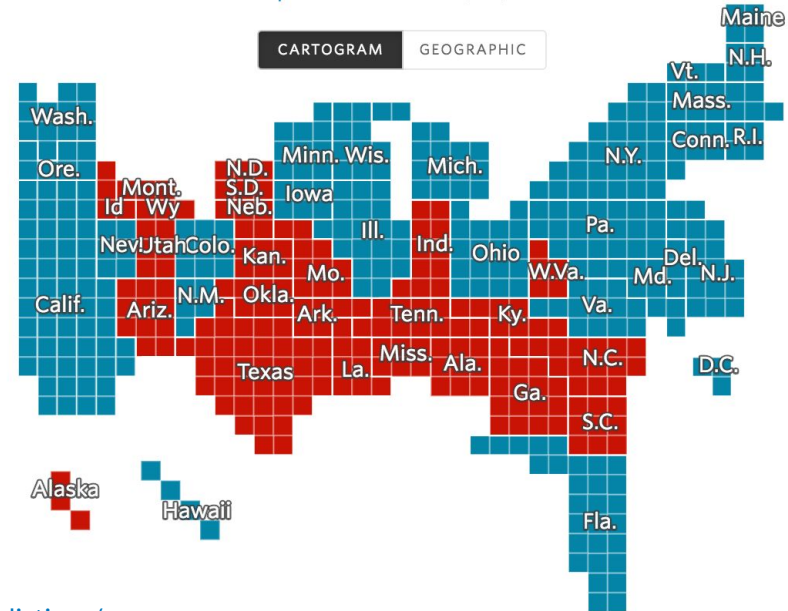 Maine
CARTOGRAM GEOGRAPHIC
N.H.
Vt.
Wash.
Mass.
Conn. R.I.
Minn. Wis.
N.Y.
Ore.
N.D.
Mich.
Mont.
S.D.
Iowa
Id Wy
Neb.
Pa.
Ill.
Nev. Utah Colo.
Ind.
Ohio
Kan.
Del.
Mo.
W.Va.
Md.
N.J.
N.M.
Okla.
Calif.
Ariz.
Ark.
Tenn.
Ky.
Va.
Miss.
N.C.
Texas
La.
Ala.
D.C.
Ga.
S.C.
Alaska
Hawaii
Fla.